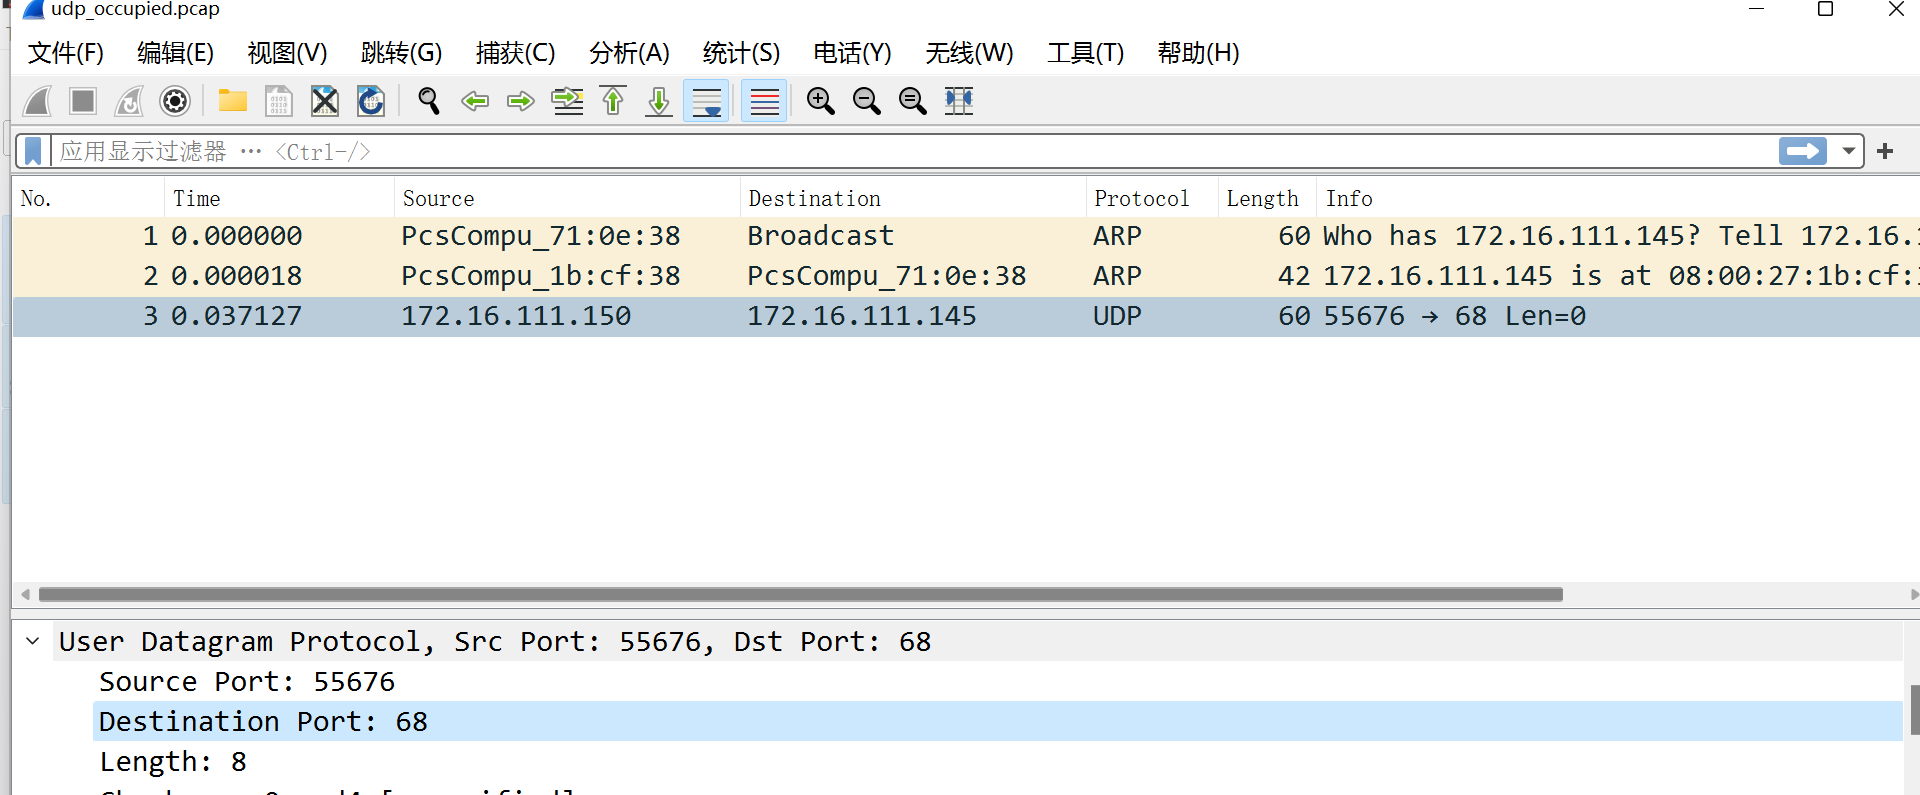 udp_occupied.pcap
文件(F) 编辑(E) 视图(V) 跳转(G) 捕获(C) 分析(A) 统计(S) 电话(Y) 无线(W) 工具(T) 帮助(H)
应用显示过滤器 … <Ctrl-/>
No. Time Source Destination Protocol Length Info
1 0.000000 PcsCompu_71:0e:38 Broadcast ARP 60 Who has 172.16.111.145? Tell 172.16.
2 0.000018 PcsCompu_1b:cf:38 PcsCompu_71:0e:38 ARP 42 172.16.111.145 is at 08:00:27:1b:cf:
3 0.037127 172.16.111.150 172.16.111.145 UDP 60 55676 → 68 Len=0
User Datagram Protocol, Src Port: 55676, Dst Port: 68
Source Port: 55676
Destination Port: 68
Length: 8